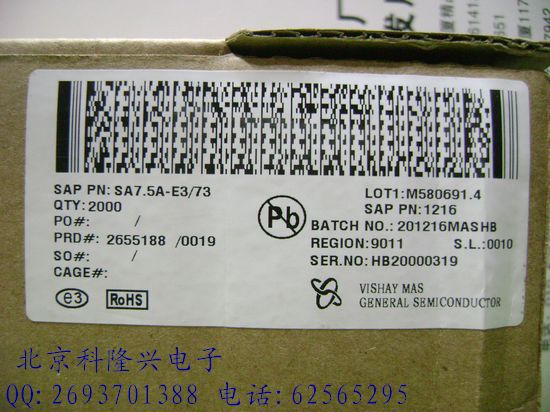 SAP PN: SA7.5A-E3/73
QTY: 2000
PO#: /
PRD#: 2655188 /0019
SO#: /
CAGE#:
e3
RoHS
Pb
LOT1:M580691.4
SAP PN:1216
BATCH NO.: 201216MASHB
REGION: 9011 S.L.: 0010
SER.NO: HB20000319
VISHAY MAS
GENERAL SEMICONDUCTOR
北京科隆兴电子
QQ: 2693701388 电话: 62565295